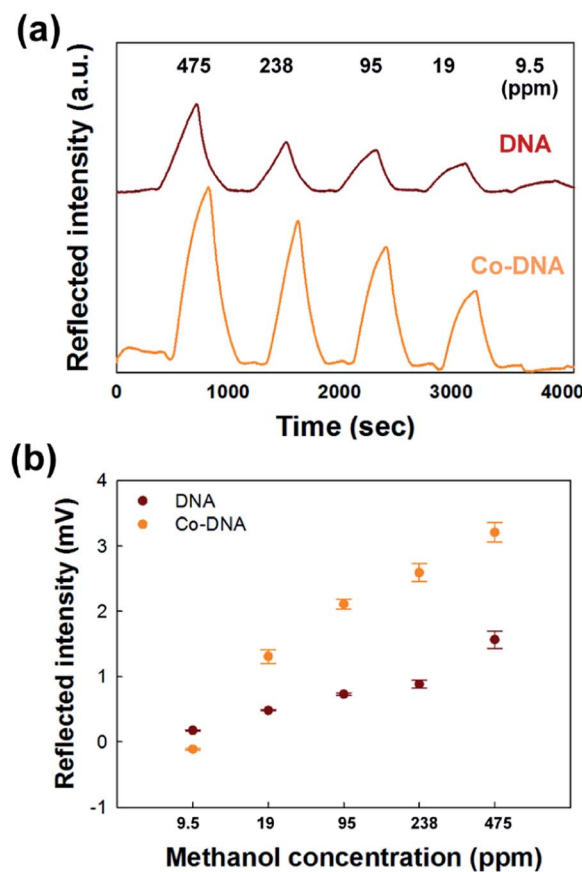 (a)
Reflected intensity (a.u.)
475 238 95 19 9.5
(ppm)
DNA
Co-DNA
0 1000 2000 3000 4000
Time (sec)
(b)
Reflected intensity (mV)
4
3
2
1
0
-1
DNA
Co-DNA
9.5 19 95 238 475
Methanol concentration (ppm)